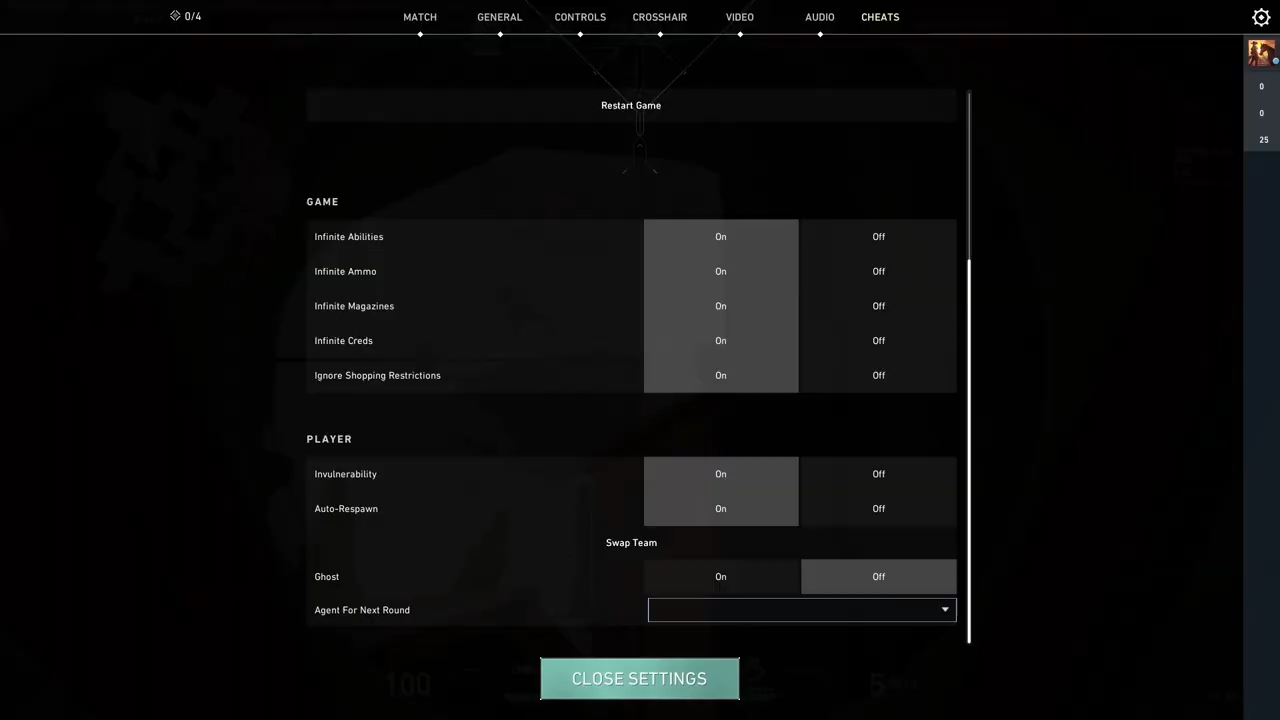 0/4
MATCH GENERAL CONTROLS CROSSHAIR VIDEO AUDIO CHEATS
0
0
25
Restart Game
GAME
Infinite Abilities On Off
Infinite Ammo On Off
Infinite Magazines On Off
Infinite Creds On Off
Ignore Shopping Restrictions On Off
PLAYER
Invulnerability On Off
Auto-Respawn On Off
Swap Team
Ghost On Off
Agent For Next Round
100 CLOSE SETTINGS 5